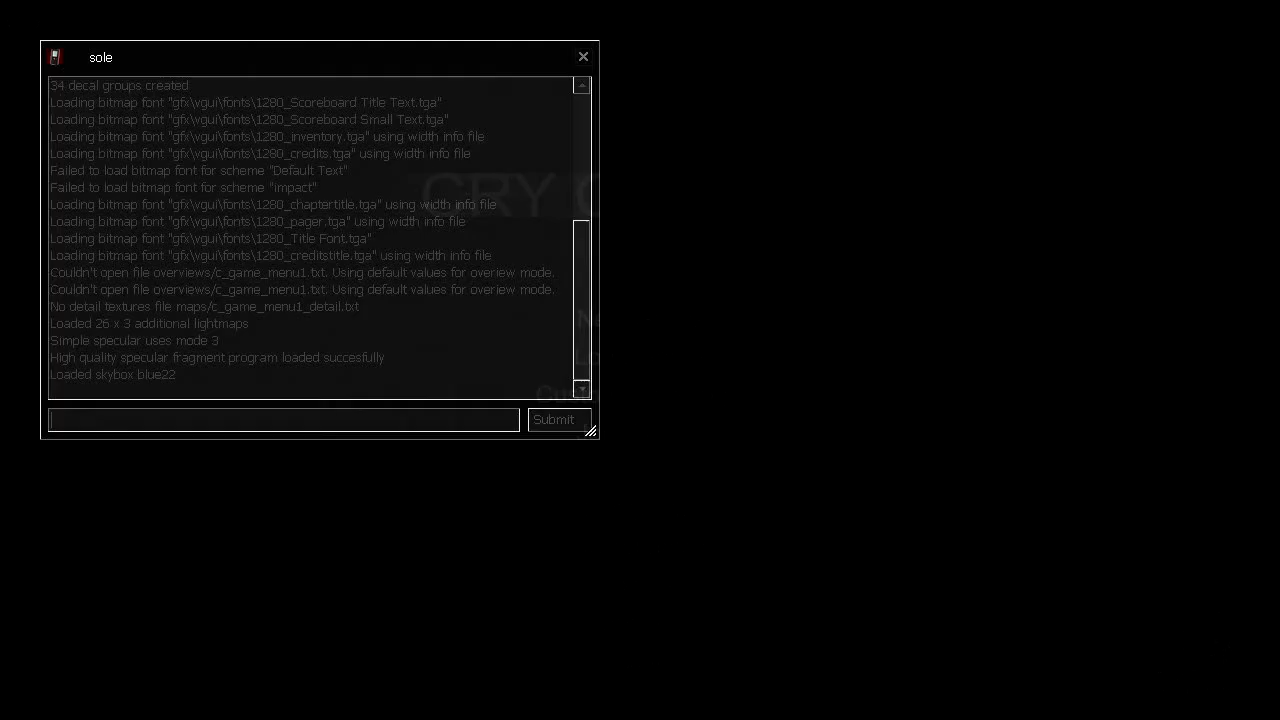 sole
34 decal groups created
Loading bitmap font "gfx\vgui\fonts\1280_Scoreboard Title Text.tga"
Loading bitmap font "gfx\vgui\fonts\1280_Scoreboard Small Text.tga"
Loading bitmap font "gfx\vgui\fonts\1280_inventory.tga" using width info file
Loading bitmap font "gfx\vgui\fonts\1280_credits.tga" using width info file
Failed to load bitmap font for scheme "Default Text"
Failed to load bitmap font for scheme "impact"
CRY
Loading bitmap font "gfx\vgui\fonts\1280_chaptertitle.tga" using width info file
Loading bitmap font "gfx\vgui\fonts\1280_pager.tga" using width info file
Loading bitmap font "gfx\vgui\fonts\1280_Title Font.tga"
Loading bitmap font "gfx\vgui\fonts\1280_creditstitle.tga" using width info file
Couldn't open file overviews/c_game_menu1.txt. Using default values for overiew mode.
Couldn't open file overviews/c_game_menu1.txt. Using default values for overiew mode.
No detail textures file maps/c_game_menu1_detail.txt
Loaded 26 x 3 additional lightmaps
Simple specular uses mode 3
High quality specular fragment program loaded succesfully
Loaded skybox blue22
Submit